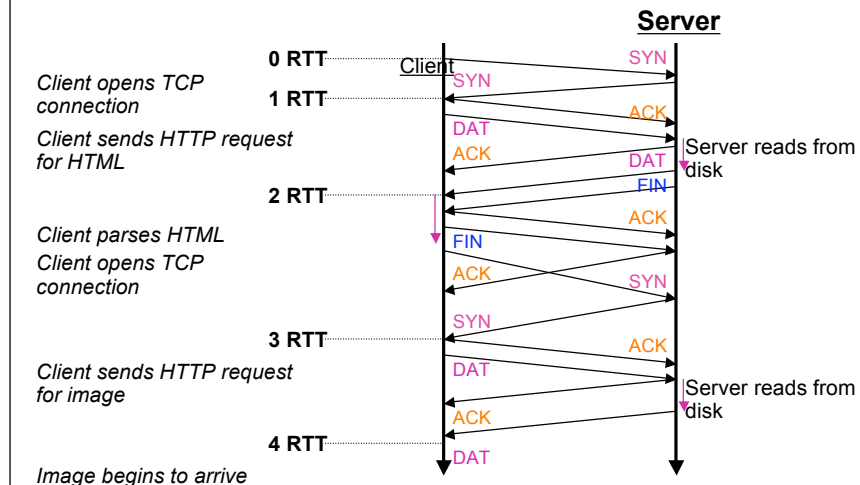 Server
0 RTT
Client
SYN
Client opens TCP
connection
SYN
1 RTT
ACK
DAT
Client sends HTTP request
for HTML
ACK
DAT
Server reads from
disk
FIN
2 RTT
ACK
Client parses HTML
FIN
Client opens TCP
connection
ACK
SYN
SYN
3 RTT
ACK
DAT
Client sends HTTP request
for image
Server reads from
disk
ACK
4 RTT
DAT
Image begins to arrive